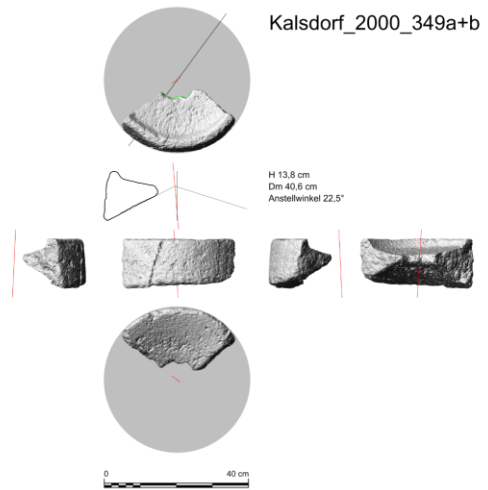 Kalsdorf_2000_349a+b
H 13,8 cm
Dm 40,6 cm
Anstellwinkel 22,5°
0 40 cm